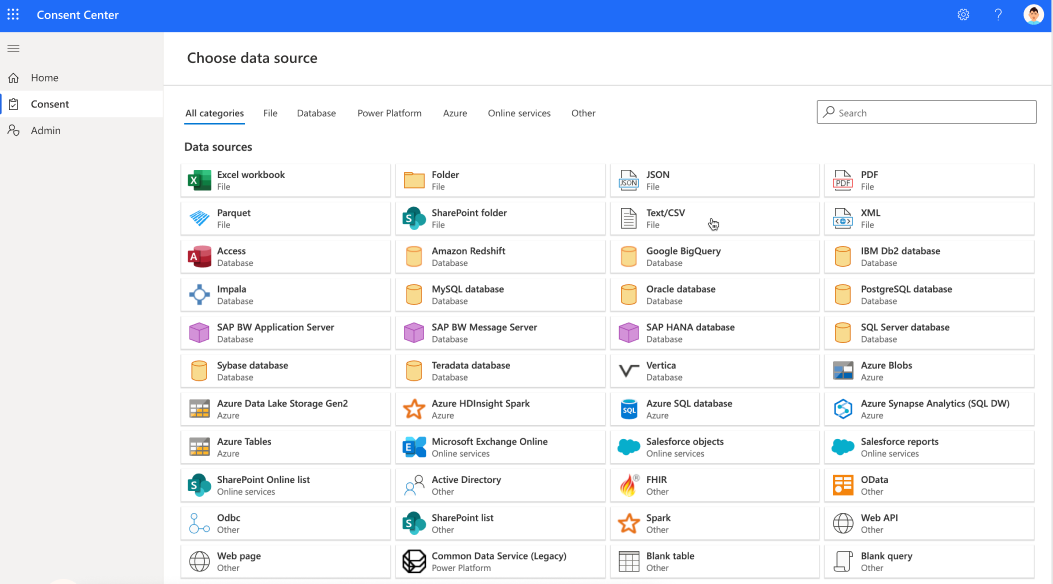 Consent Center
?
Choose data source
Home
Consent
Admin
All categories File Database Power Platform Azure Online services Other
Search
Data sources
Excel workbook
File
Folder
File
JSON
JSON
File
PDF
PDF
File
Parquet
File
S
SharePoint folder
File
Text/CSV
File
XML
File
A
Access
Database
Amazon Redshift
Database
Google BigQuery
Database
IBM Db2 database
Database
Impala
Database
MySQL database
Database
Oracle database
Database
PostgreSQL database
Database
SAP BW Application Server
Database
SAP BW Message Server
Database
SAP HANA database
Database
SQL Server database
Database
Sybase database
Database
Teradata database
Database
Vertica
Database
Azure Blobs
Azure
Azure Data Lake Storage Gen2
Azure
Azure HDInsight Spark
Azure
SQL
Azure SQL database
Azure
Azure Synapse Analytics (SQL DW)
Azure
Azure Tables
Azure
E
Microsoft Exchange Online
Online services
Salesforce objects
Online services
Salesforce reports
Online services
S
SharePoint Online list
Online services
Active Directory
Other
FHIR
Other
OData
Other
Odbc
Other
S
SharePoint list
Other
Spark
Other
Web API
Other
Web page
Other
Common Data Service (Legacy)
Power Platform
Blank table
Other
Blank query
Other